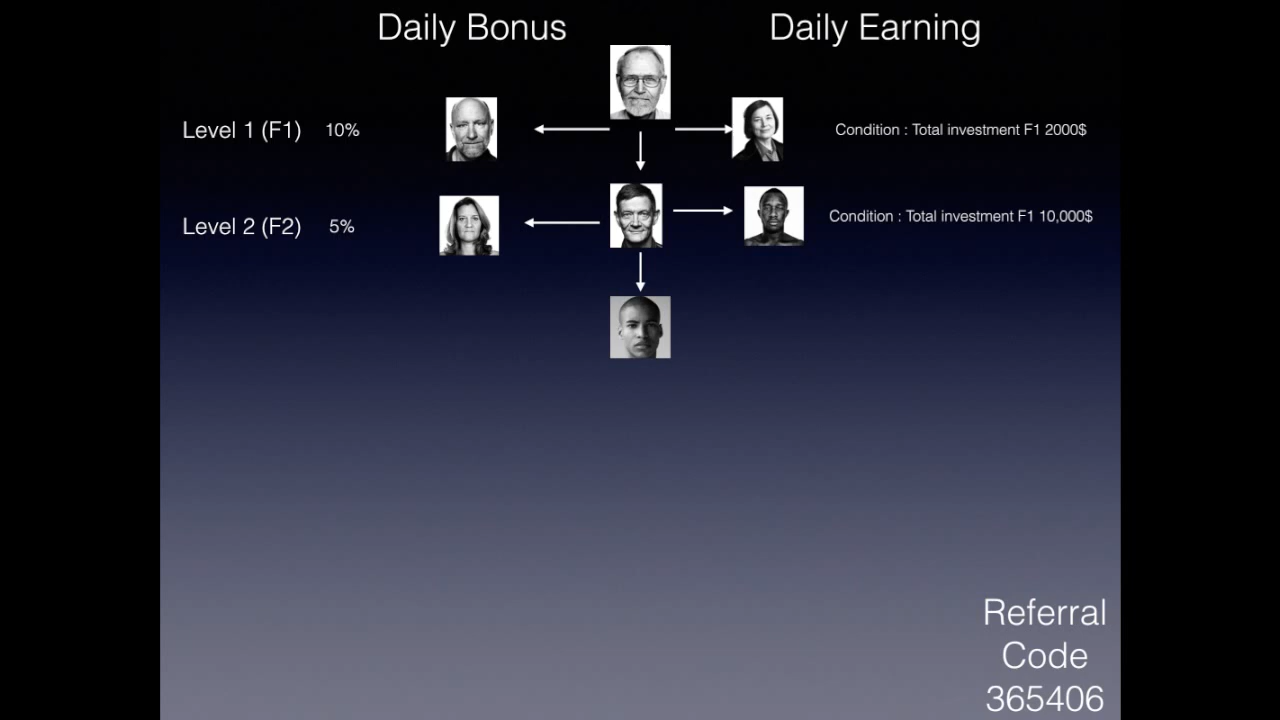 Daily Bonus
Daily Earning
Level 1 (F1) 10% Condition : Total investment F1 2000$
Level 2 (F2) 5% Condition : Total investment F1 10,000$
Referral
Code
365406